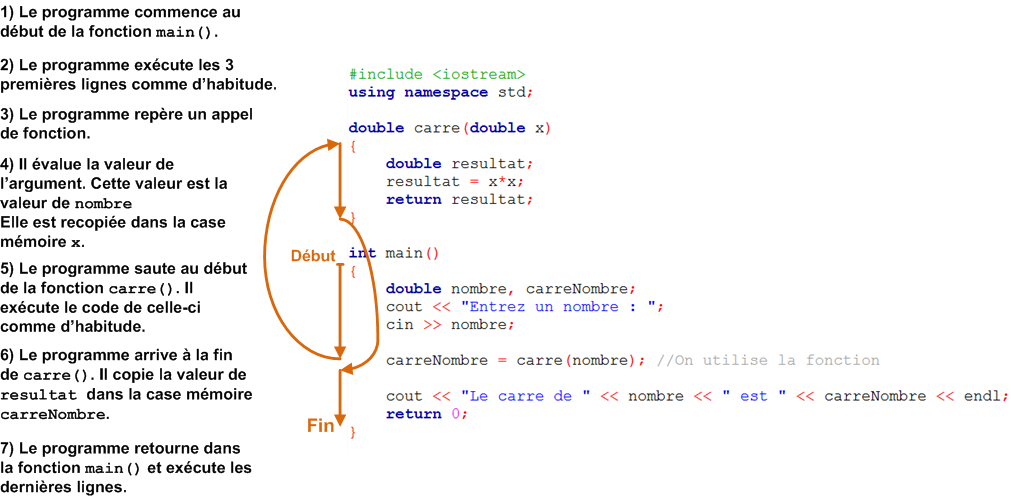 1) Le programme commence au
début de la fonction main().
2) Le programme exécute les 3
premières lignes comme d’habitude.
3) Le programme repère un appel
de fonction.
4) Il évalue la valeur de
l’argument. Cette valeur est la
valeur de nombre
Elle est recopiée dans la case
mémoire x.
5) Le programme saute au début
de la fonction carre(). Il
exécute le code de celle-ci
comme d’habitude.
6) Le programme arrive à la fin
de carre(). Il copie la valeur de
resultat dans la case mémoire
carreNombre.
7) Le programme retourne dans
la fonction main() et exécute les
dernières lignes.
#include <iostream>
using namespace std;
double carre(double x)
{
double resultat;
resultat = x*x;
return resultat;
}
Début
int main()
{
double nombre, carreNombre;
cout << "Entrez un nombre : ";
cin >> nombre;
carreNombre = carre(nombre); //On utilise la fonction
cout << "Le carre de " << nombre << " est " << carreNombre << endl;
return 0;
Fin
}